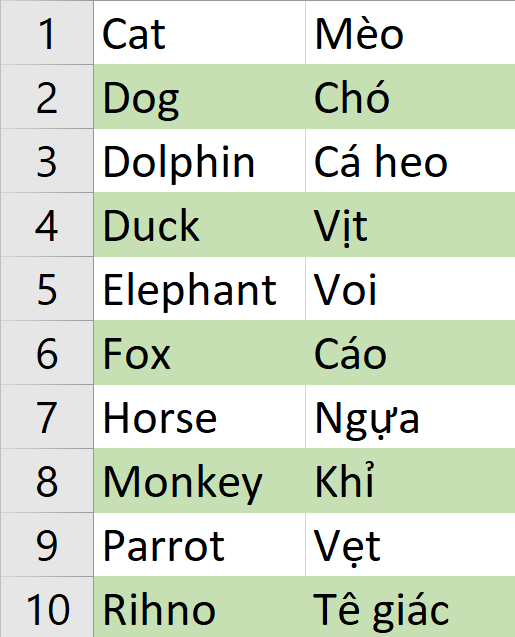 1 Cat Mèo
2 Dog Chó
3 Dolphin Cá heo
4 Duck Vịt
5 Elephant Voi
6 Fox Cáo
7 Horse Ngựa
8 Monkey Khỉ
9 Parrot Vẹt
10 Rihno Tê giác